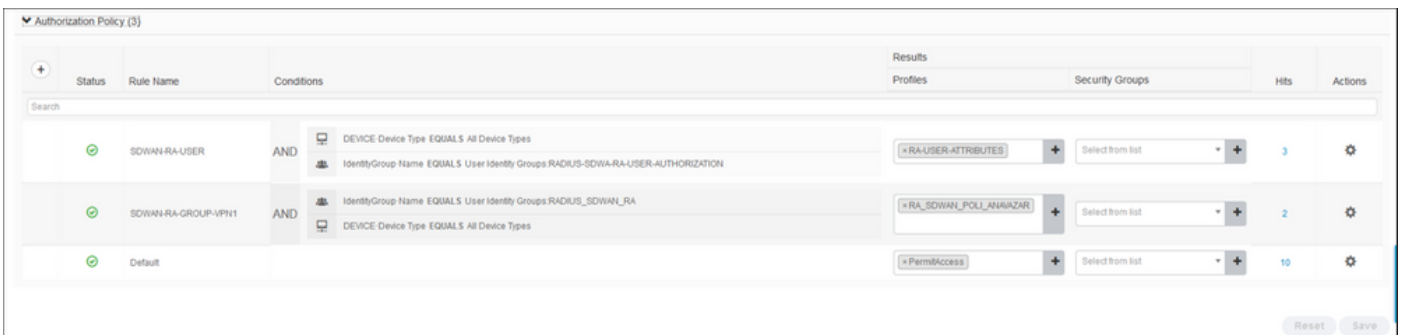 Authorization Policy (3)
Results
+ Status Rule Name Conditions Profiles Security Groups Hits Actions
Search
SDWAN-RA-USER AND DEVICE·Device Type EQUALS All Device Types
IdentityGroup·Name EQUALS User Identity Groups:RADIUS-SDWA-RA-USER-AUTHORIZATION
×RA-USER-ATTRIBUTES + Select from list + 3
SDWAN-RA-GROUP-VPN1 AND IdentityGroup·Name EQUALS User Identity Groups:RADIUS_SDWAN_RA
DEVICE·Device Type EQUALS All Device Types
×RA_SDWAN_POLI_ANAVAZAR + Select from list + 2
Default ×PermitAccess + Select from list + 10
Reset Save